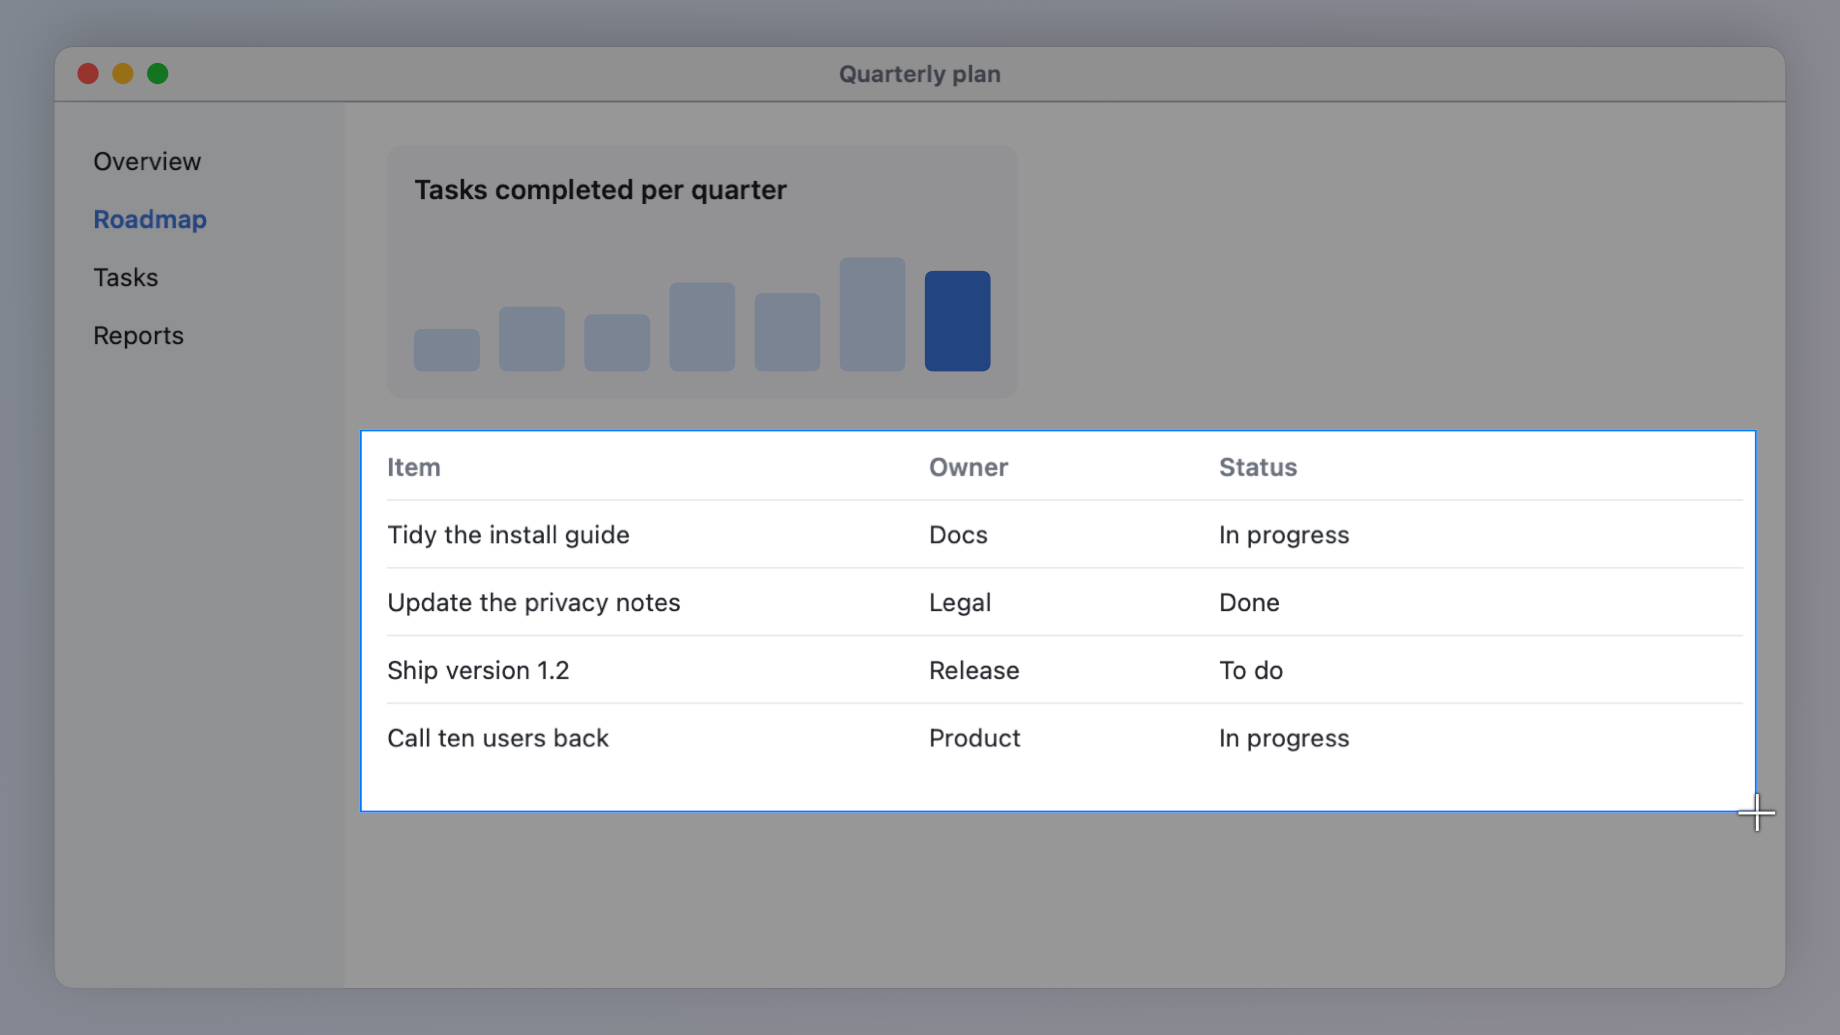 Quarterly plan
Overview
Roadmap
Tasks
Reports
Tasks completed per quarter
Item Owner Status
Tidy the install guide Docs In progress
Update the privacy notes Legal Done
Ship version 1.2 Release To do
Call ten users back Product In progress